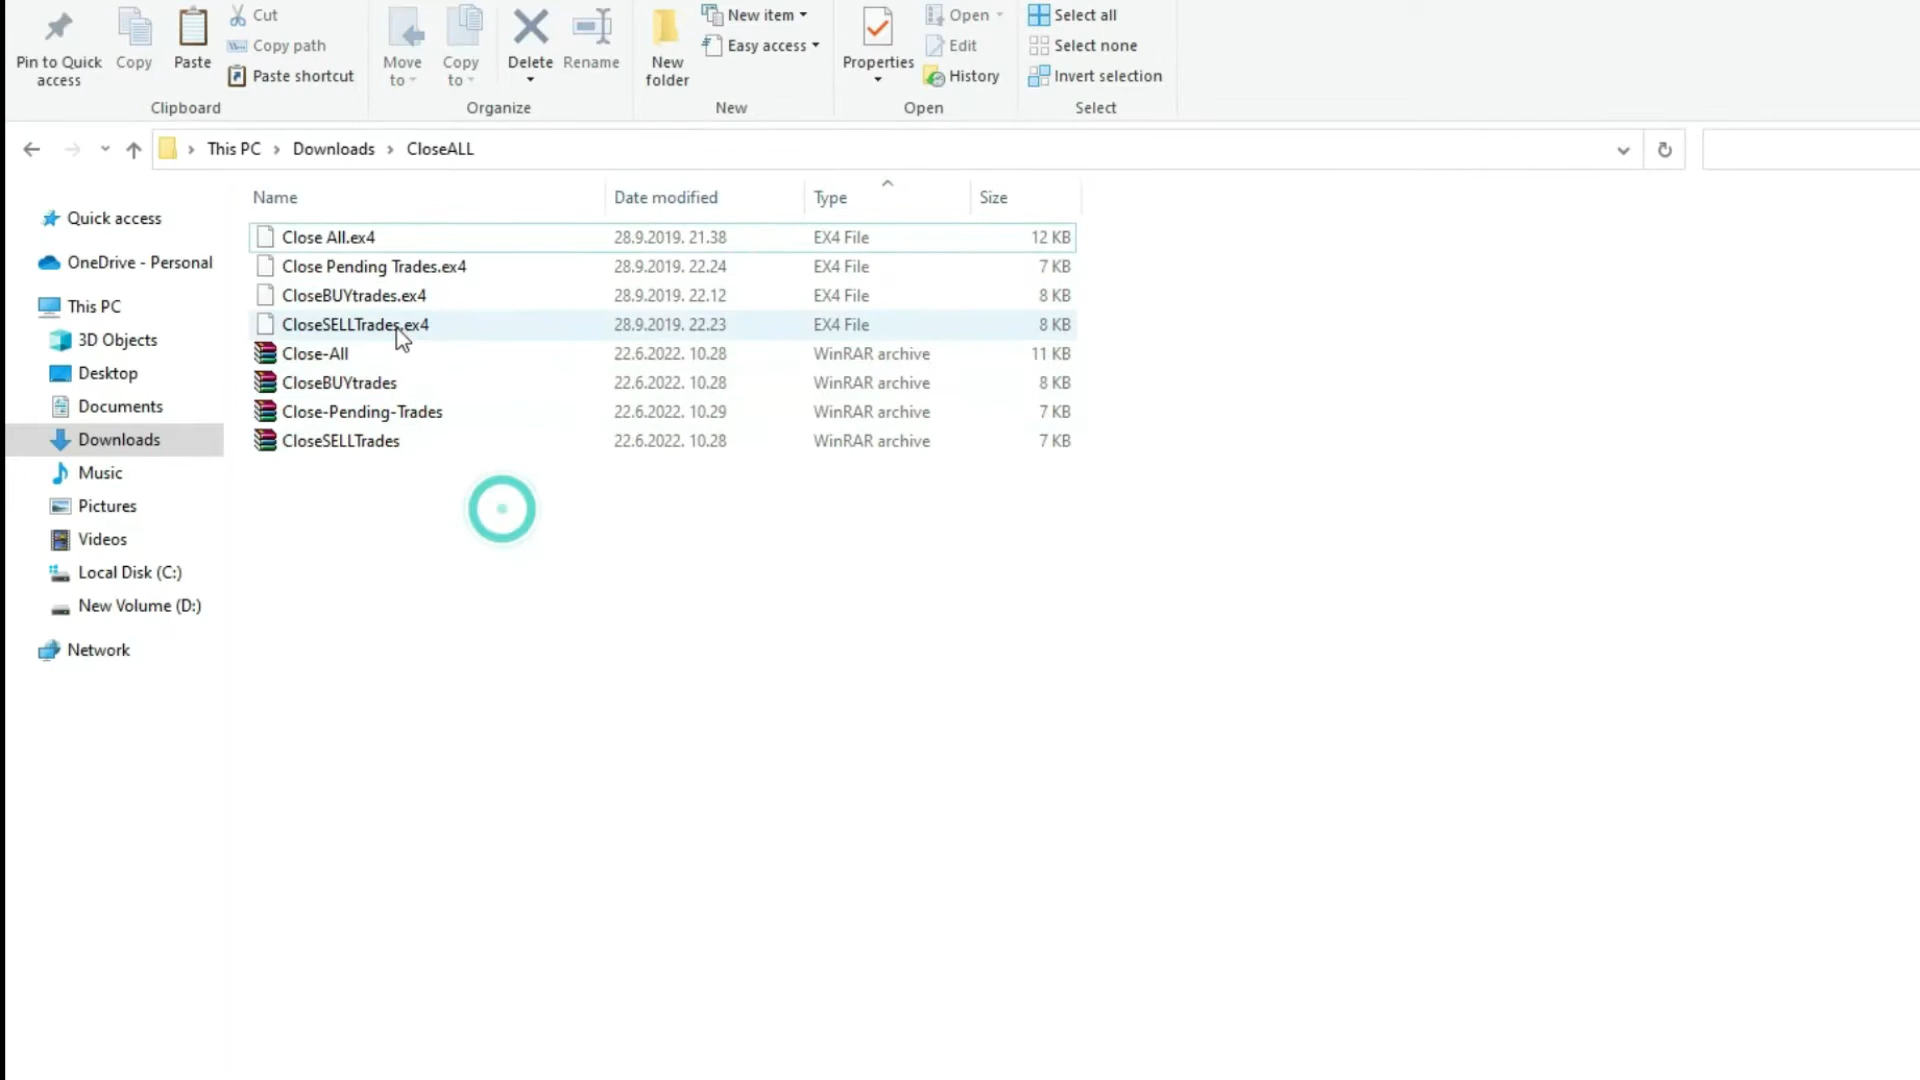 Pin to Quick access
Copy
Paste
Cut
Copy path
Paste shortcut
Clipboard
Move to
Copy to
Delete
Rename
Organize
New folder
New item
Easy access
New
Properties
Open
Edit
History
Open
Select all
Select none
Invert selection
Select
This PC > Downloads > CloseALL
Name Date modified Type Size
Quick access
OneDrive - Personal
This PC
3D Objects
Desktop
Documents
Downloads
Music
Pictures
Videos
Local Disk (C:)
New Volume (D:)
Network
Close All.ex4 28.9.2019. 21.38 EX4 File 12 KB
Close Pending Trades.ex4 28.9.2019. 22.24 EX4 File 7 KB
CloseBUYtrades.ex4 28.9.2019. 22.12 EX4 File 8 KB
CloseSELLTrades.ex4 28.9.2019. 22.23 EX4 File 8 KB
Close-All 22.6.2022. 10.28 WinRAR archive 11 KB
CloseBUYtrades 22.6.2022. 10.28 WinRAR archive 8 KB
Close-Pending-Trades 22.6.2022. 10.29 WinRAR archive 7 KB
CloseSELLTrades 22.6.2022. 10.28 WinRAR archive 7 KB